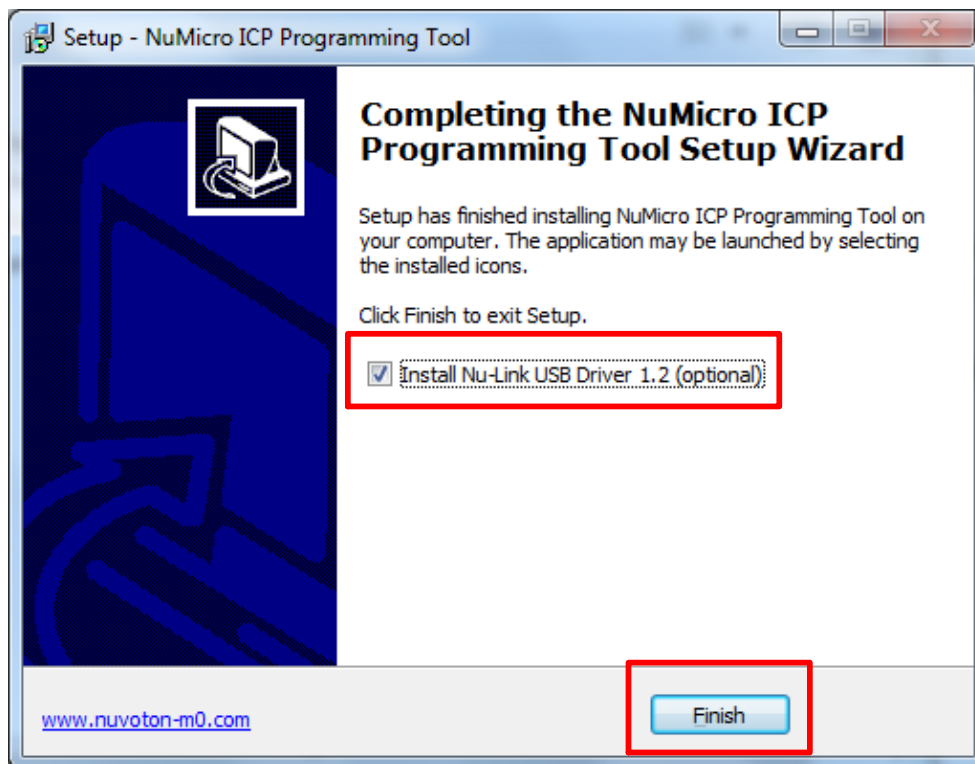 Setup - NuMicro ICP Programming Tool
Completing the NuMicro ICP
Programming Tool Setup Wizard
Setup has finished installing NuMicro ICP Programming Tool on
your computer. The application may be launched by selecting
the installed icons.
Click Finish to exit Setup.
Install Nu-Link USB Driver 1.2 (optional)
www.nuvoton-m0.com
Finish